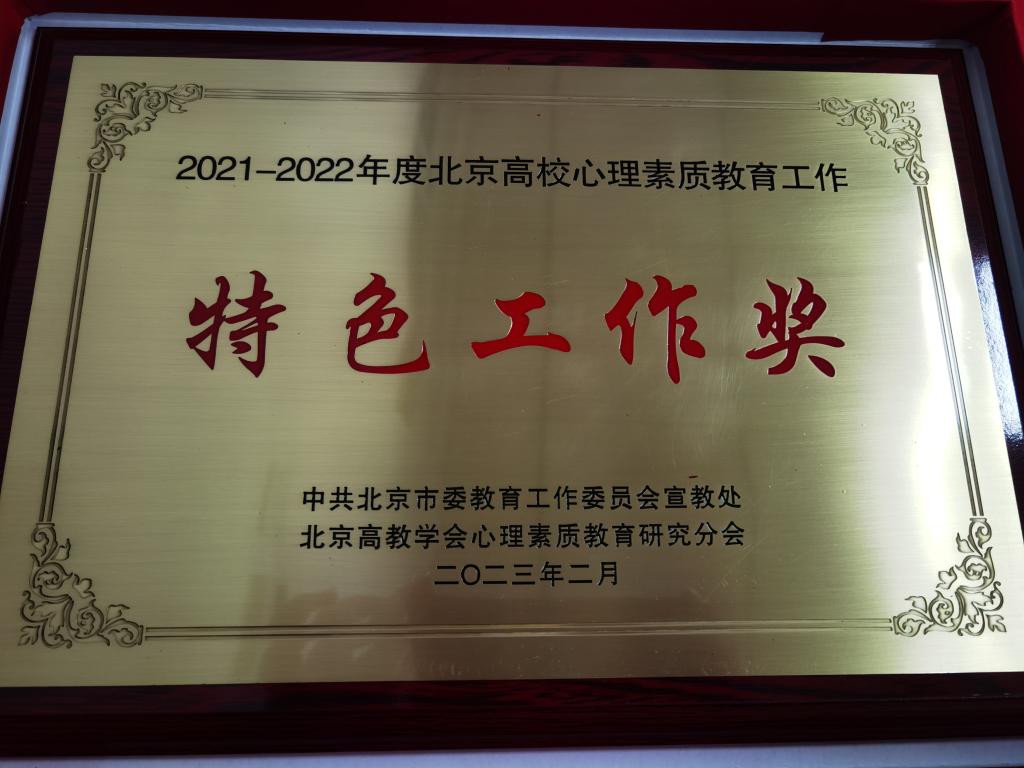 2021-2022年度北京高校心理素质教育工作
特色工作奖
中共北京市委教育工作委员会宣教处
北京高教学会心理素质教育研究分会
二〇二三年二月